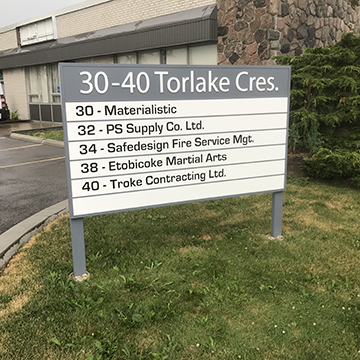 30-40 Torlake Cres.
30 - Materialistic
32 - PS Supply Co. Ltd.
34 - Safedesign Fire Service Mgt.
38 - Etobicoke Martial Arts
40 - Troke Contracting Ltd.